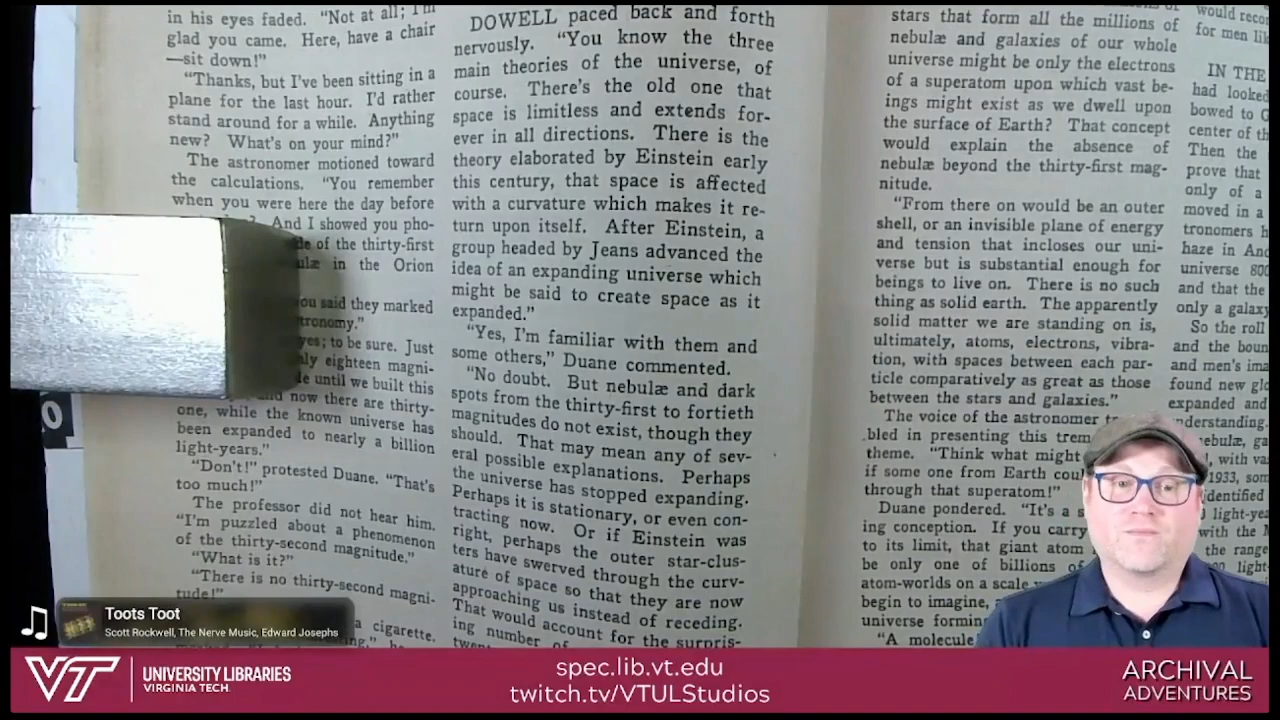 in his eyes faded. "Not at all; I'm
glad you came. Here, have a chair
—sit down!"
"Thanks, but I've been sitting in a
plane for the last hour. I'd rather
stand around for a while. Anything
new? What's on your mind?"
The astronomer motioned toward
the calculations. "You remember
when you were here the day before
And I showed you pho-
of the thirty-first
in the Orion
you said they marked
yes; to be sure. Just
eighteen magni-
until we built this
now there are thirty-
one, while the known universe has
been expanded to nearly a billion
light-years."
"Don't!" protested Duane. "That's
too much!"
The professor did not hear him.
"I'm puzzled about a phenomenon
of the thirty-second magnitude."
"What is it?"
"There is no thirty-second magni-
tude!"
a cigarette.
DOWELL paced back and forth
nervously. "You know the three
main theories of the universe, of
course. There's the old one that
space is limitless and extends for-
ever in all directions. There is the
theory elaborated by Einstein early
this century, that space is affected
with a curvature which makes it re-
turn upon itself. After Einstein, a
group headed by Jeans advanced the
idea of an expanding universe which
might be said to create space as it
expanded."
"Yes, I'm familiar with them and
some others," Duane commented.
"No doubt. But nebulæ and dark
spots from the thirty-first to fortieth
magnitudes do not exist, though they
should. That may mean any of sev-
eral possible explanations. Perhaps
the universe has stopped expanding.
Perhaps it is stationary, or even con-
tracting now. Or if Einstein was
right, perhaps the outer star-clus-
ters have swerved through the curv-
ature of space so that they are now
approaching us instead of receding.
That would account for the surpris-
ing number of
stars that form all the millions of
nebulæ and galaxies of our whole
universe might be only the electrons
of a superatom upon which vast be-
ings might exist as we dwell upon
the surface of Earth? That concept
would explain the absence of
nebulæ beyond the thirty-first mag-
nitude.
"From there on would be an outer
shell, or an invisible plane of energy
and tension that incloses our uni-
verse but is substantial enough for
beings to live on. There is no such
thing as solid earth. The apparently
solid matter we are standing on is,
ultimately, atoms, electrons, vibra-
tion, with spaces between each par-
ticle comparatively as great as those
between the stars and galaxies."
The voice of the astronomer
bled in presenting this
theme. "Think what might
if some one from Earth
through that superatom!"
Duane pondered. "It's a
ing conception. If you carry
to its limit, that giant atom
be only one of billions of
atom-worlds on a scale
begin to imagine,
universe forming
"A molecule
would
for men
IN THE
had looked
bowed to
center of
Then the
prove that
only of a
moved in a
tronomers
haze in
universe
and that the
only a galaxy
So the roll
and the
and men's
found new
expanded and
understanding.
with
1933,
identified
with the
the range
Toots Toot
Scott Rockwell, The Nerve Music, Edward Josephs
VT
UNIVERSITY LIBRARIES
VIRGINIA TECH.
spec.lib.vt.edu
twitch.tv/VTULStudios
ARCHIVAL
ADVENTURES